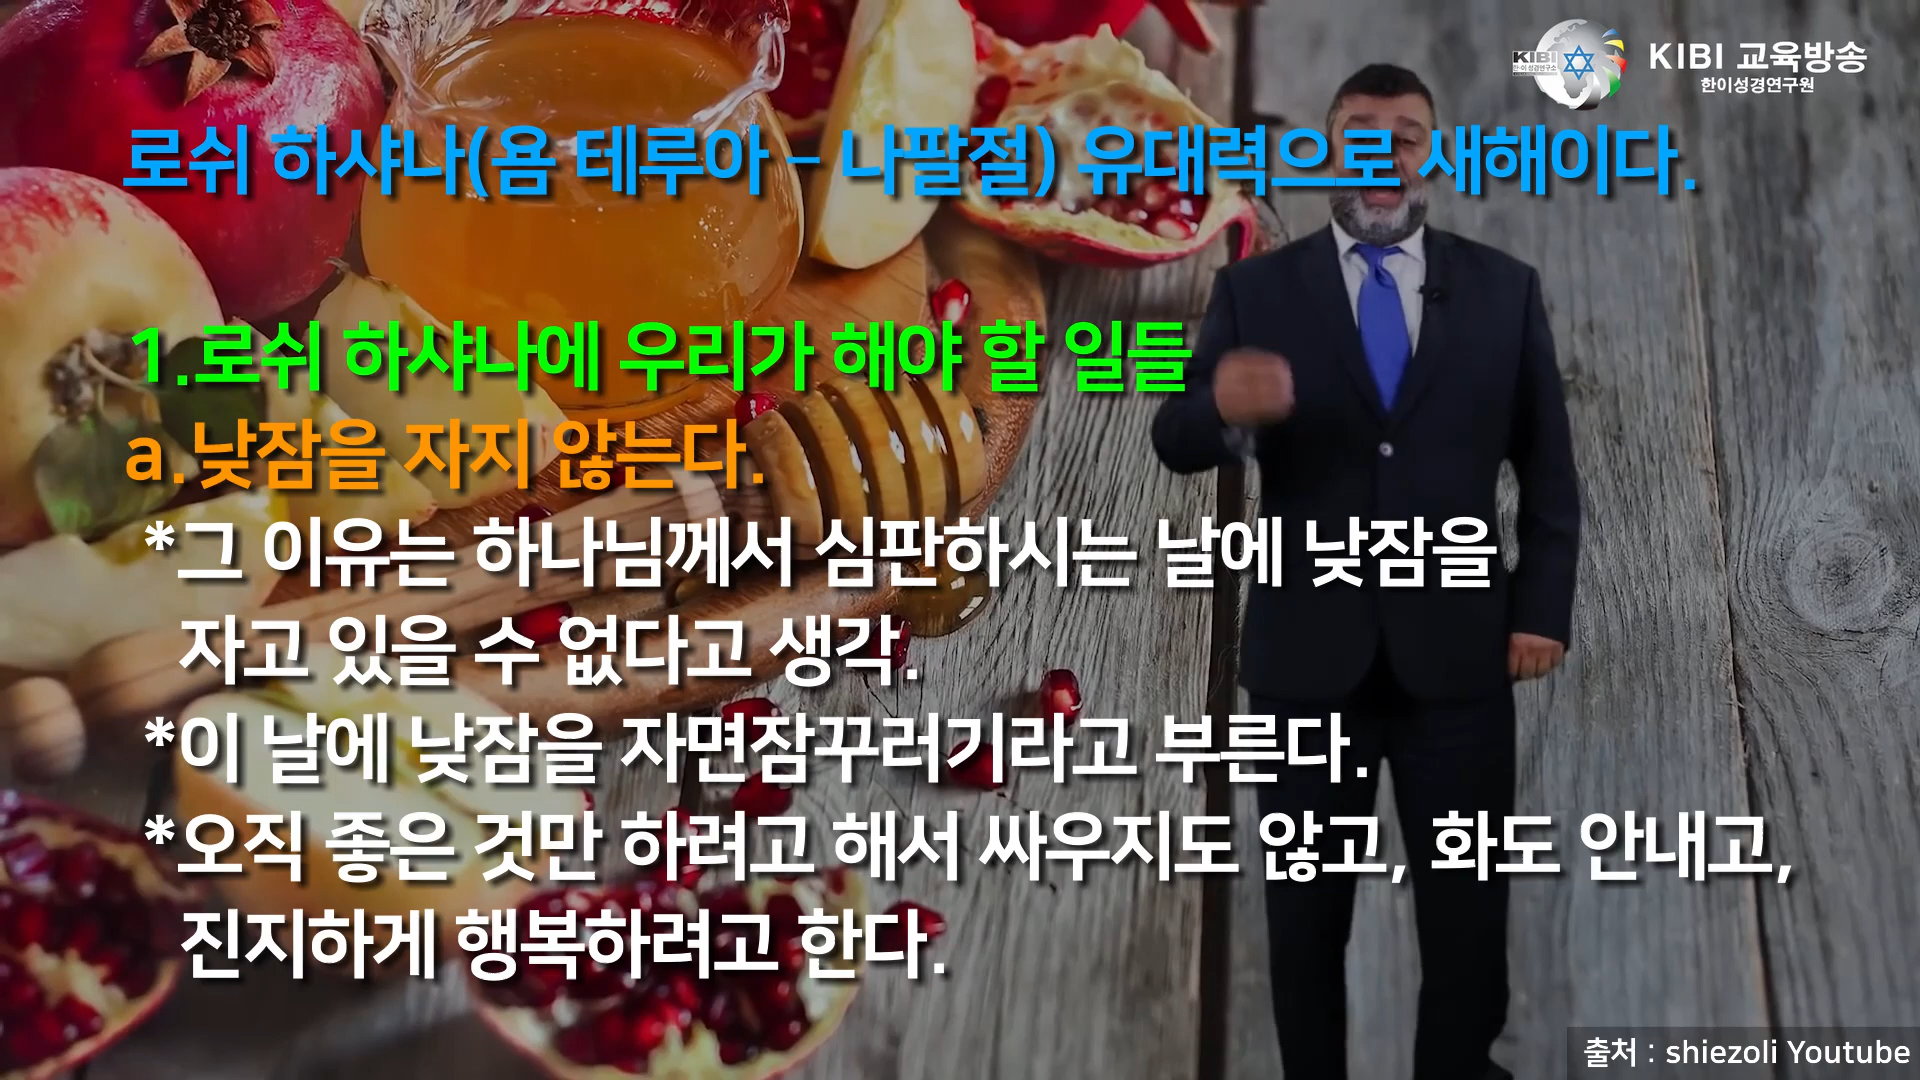 KIBI 교육방송
한이성경연구원
KIBI
로쉬 하샤나(욤 테루아 – 나팔절) 유대력으로 새해이다.
1.로쉬 하샤나에 우리가 해야 할 일들
a.낮잠을 자지 않는다.
*그 이유는 하나님께서 심판하시는 날에 낮잠을
자고 있을 수 없다고 생각.
*이 날에 낮잠을 자면잠꾸러기라고 부른다.
*오직 좋은 것만 하려고 해서 싸우지도 않고, 화도 안내고,
진지하게 행복하려고 한다.
출처 : shiezoli Youtube